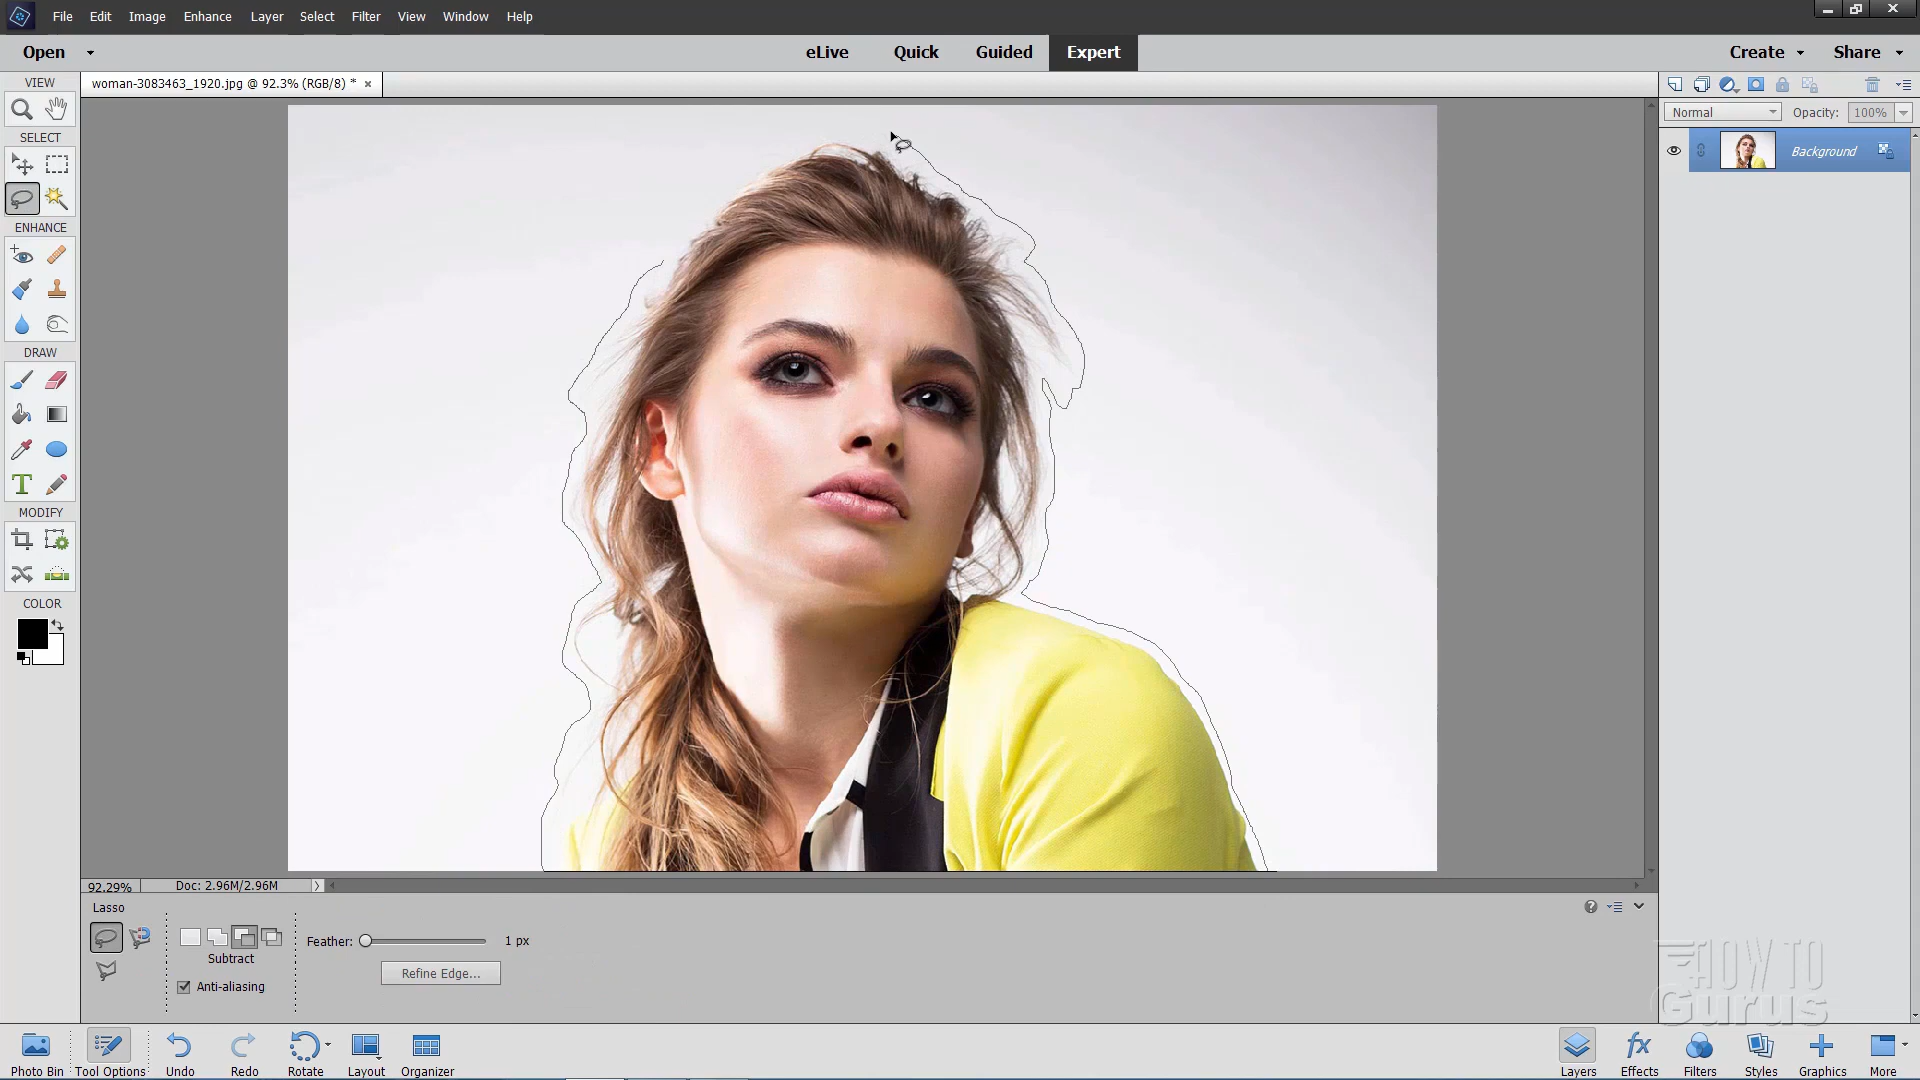 File Edit Image Enhance Layer Select Filter View Window Help
Open eLive Quick Guided Expert Create Share
VIEW woman-3083463_1920.jpg @ 92.3% (RGB/8) * ×
Normal Opacity: 100%
SELECT
Background
ENHANCE
DRAW
T
MODIFY
COLOR
92.29% Doc: 2.96M/2.96M
Lasso
Feather: 1 px
Subtract
Refine Edge...
Anti-aliasing
HOW TO
Gurus
fx
Photo Bin Tool Options Undo Redo Rotate Layout Organizer Layers Effects Filters Styles Graphics More